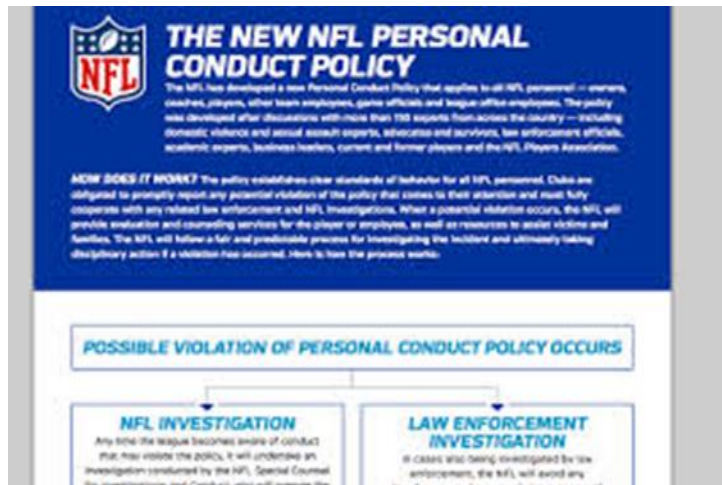 NFL
THE NEW NFL PERSONAL
CONDUCT POLICY
The NFL has developed a new Personal Conduct Policy that applies to all NFL personnel — owners,
coaches, players, other team employees, game officials and league office employees. The policy
was developed after discussions with more than 150 experts from across the country — including
domestic violence and sexual assault experts, advocates and survivors, law enforcement officials,
academic experts, business leaders, current and former players and the NFL Players Association.
HOW DOES IT WORK? The policy establishes clear standards of behavior for all NFL personnel. Clubs are
obligated to promptly report any potential violation of the policy that comes to their attention and must fully
cooperate with any related law enforcement and NFL investigations. When a potential violation occurs, the NFL will
provide evaluation and counseling services for the player or employee, as well as resources to assist victims and
families. The NFL will follow a fair and predictable process for investigating the incident and ultimately taking
disciplinary action if a violation has occurred. Here is how the process works:
POSSIBLE VIOLATION OF PERSONAL CONDUCT POLICY OCCURS
NFL INVESTIGATION
Any time the league becomes aware of conduct
that may violate the policy, it will undertake an
investigation conducted by the NFL Special Counsel
LAW ENFORCEMENT
INVESTIGATION
In cases also being investigated by law
enforcement, the NFL will avoid any